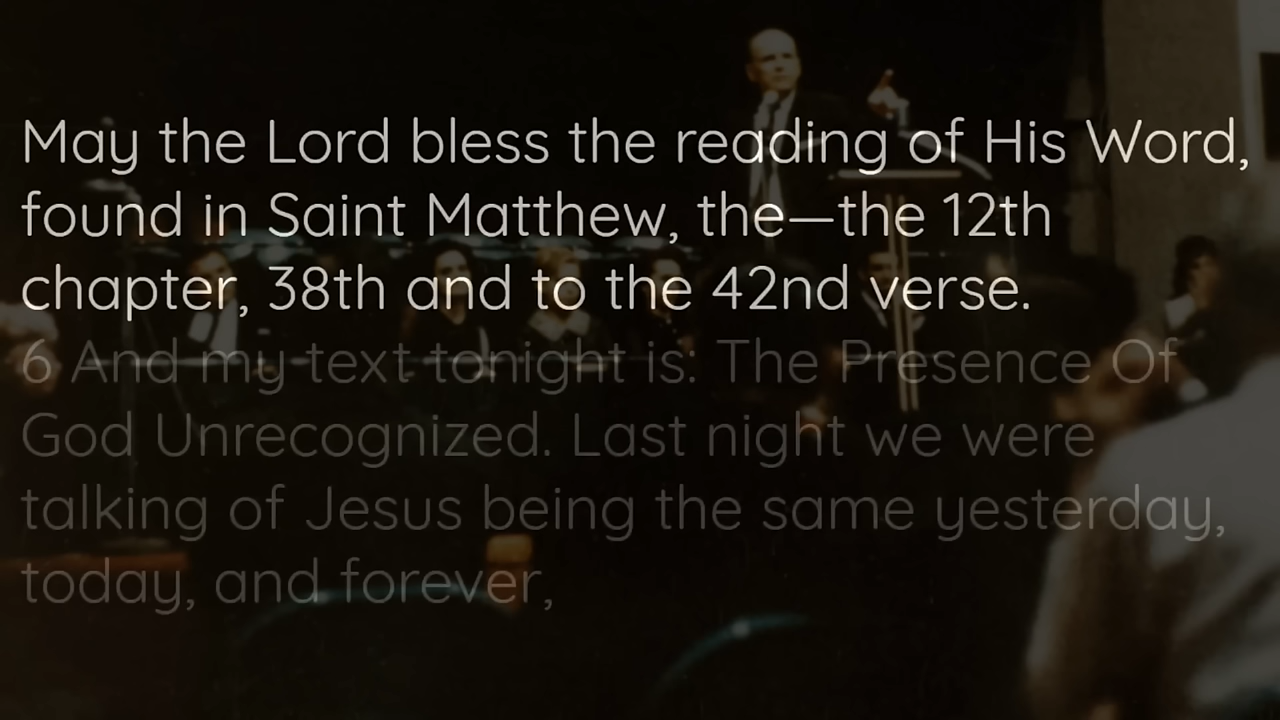 May the Lord bless the reading of His Word,
found in Saint Matthew, the—the 12th
chapter, 38th and to the 42nd verse.
6 And my text tonight is: The Presence Of
God Unrecognized. Last night we were
talking of Jesus being the same yesterday,
today, and forever,